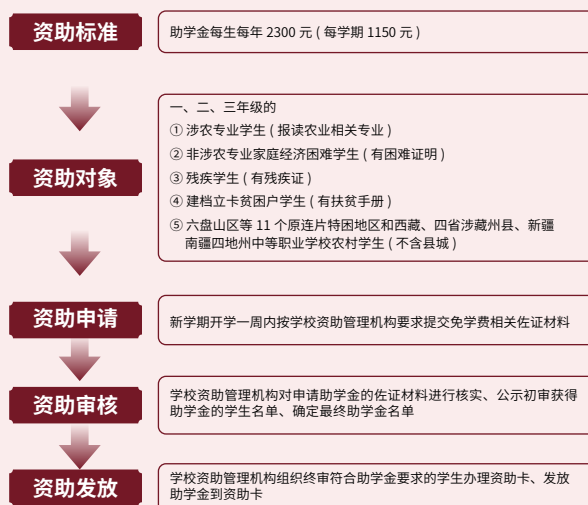 资助标准
助学金每生每年 2300 元 ( 每学期 1150 元 )
资助对象
一、二、三年级的
① 涉农专业学生 ( 报读农业相关专业 )
② 非涉农专业家庭经济困难学生 ( 有困难证明 )
③ 残疾学生 ( 有残疾证 )
④ 建档立卡贫困户学生 ( 有扶贫手册 )
⑤ 六盘山区等 11 个原连片特困地区和西藏、四省涉藏州县、新疆
南疆四地州中等职业学校农村学生 ( 不含县城 )
资助申请
新学期开学一周内按学校资助管理机构要求提交免学费相关佐证材料
资助审核
学校资助管理机构对申请助学金的佐证材料进行核实、公示初审获得
助学金的学生名单、确定最终助学金名单
资助发放
学校资助管理机构组织终审符合助学金要求的学生办理资助卡、发放
助学金到资助卡